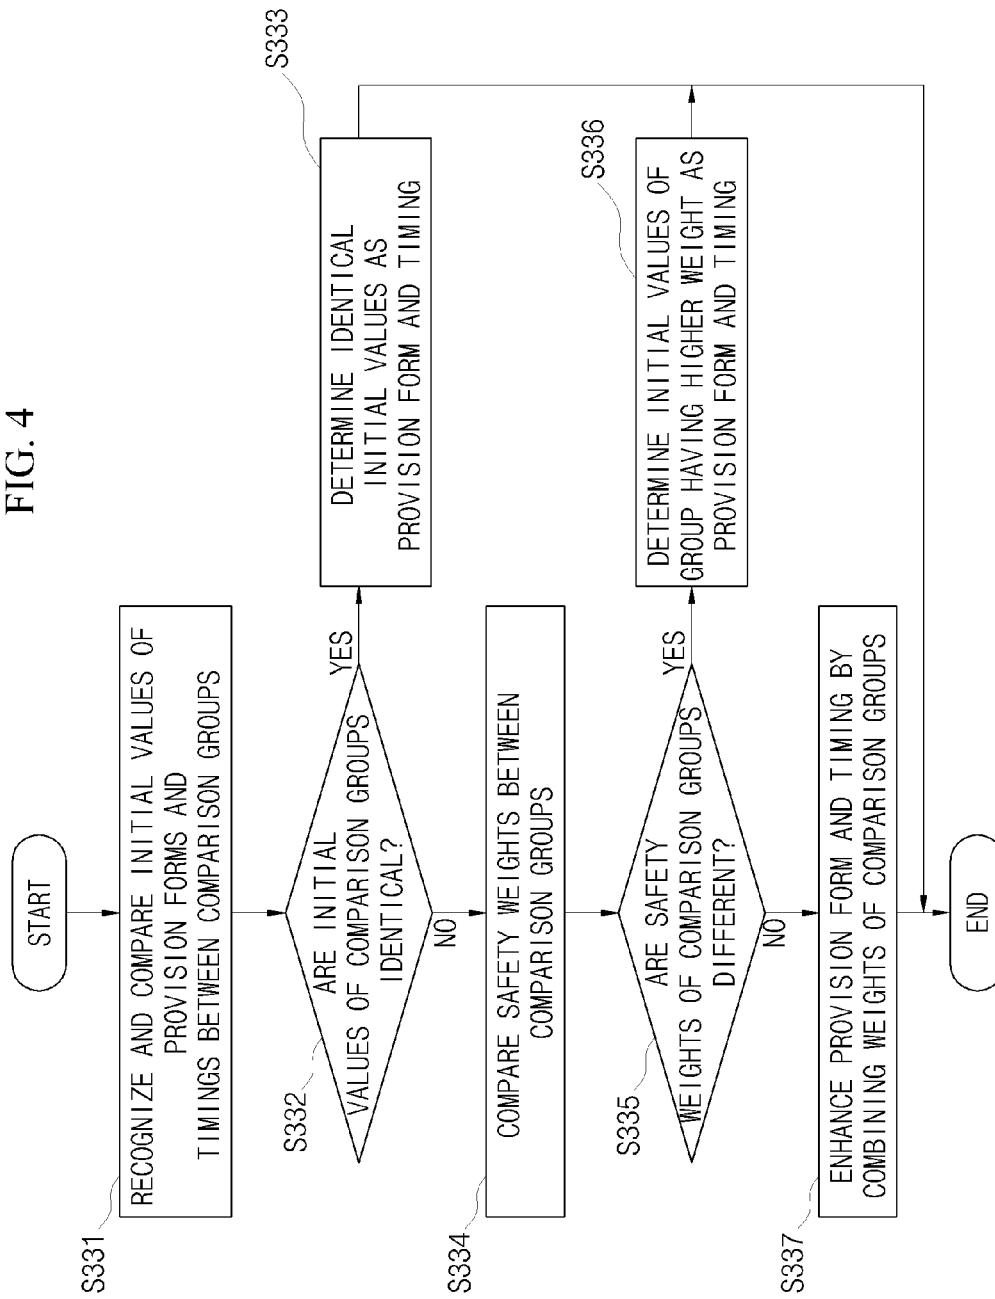 FIG. 4
START
S331
RECOGNIZE AND COMPARE INITIAL VALUES OF
PROVISION FORMS AND
TIMINGS BETWEEN COMPARISON GROUPS
S332
ARE INITIAL
VALUES OF COMPARISON GROUPS
IDENTICAL?
YES
NO
S333
DETERMINE IDENTICAL
INITIAL VALUES AS
PROVISION FORM AND TIMING
S334
COMPARE SAFETY WEIGHTS BETWEEN
COMPARISON GROUPS
S335
ARE SAFETY
WEIGHTS OF COMPARISON GROUPS
DIFFERENT?
YES
NO
S336
DETERMINE INITIAL VALUES OF
GROUP HAVING HIGHER WEIGHT AS
PROVISION FORM AND TIMING
S337
ENHANCE PROVISION FORM AND TIMING BY
COMBINING WEIGHTS OF COMPARISON GROUPS
END